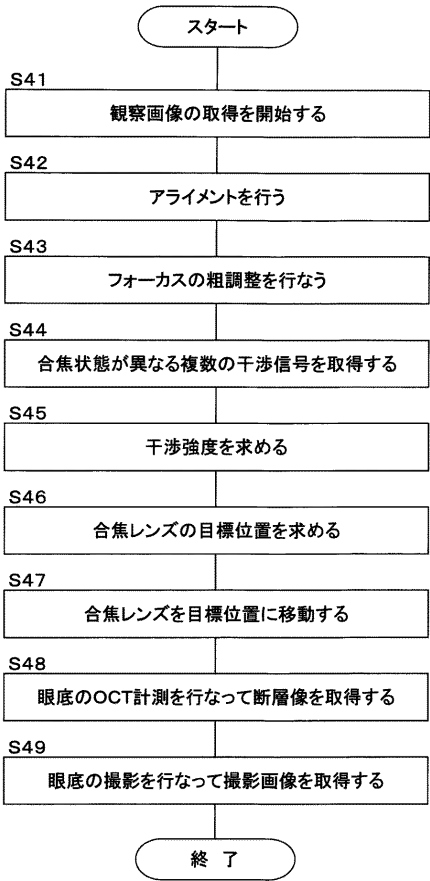 スタート
S41
観察画像の取得を開始する
S42
アライメントを行う
S43
フォーカスの粗調整を行なう
S44
合焦状態が異なる複数の干渉信号を取得する
S45
干渉強度を求める
S46
合焦レンズの目標位置を求める
S47
合焦レンズを目標位置に移動する
S48
眼底のOCT計測を行なって断層像を取得する
S49
眼底の撮影を行なって撮影画像を取得する
終 了